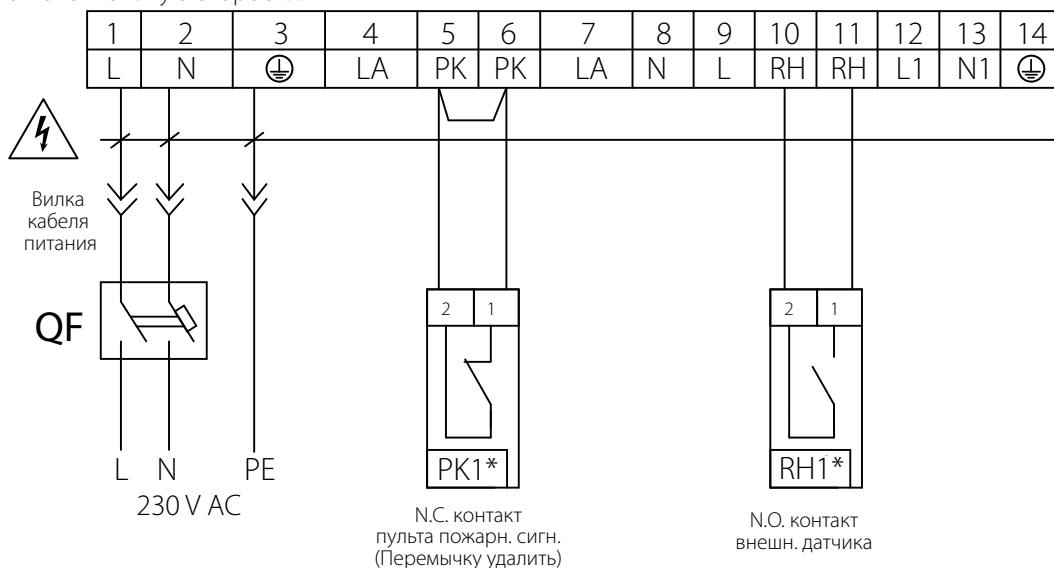 1 2 3 4 5 6 7 8 9 10 11 12 13 14
L N LA PK PK LA N L RH RH L1 N1
Вилка
кабеля
питания
QF
2 1
2 1
PK1*
RH1*
L N PE
230 V AC
N.C. контакт
пульта пожарн. сигн.
(Перемычку удалить)
N.O. контакт
внешн. датчика